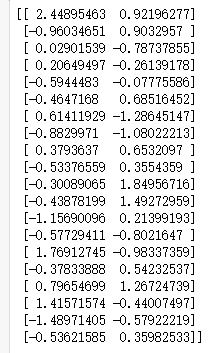 [[ 2.44895463  0.92196277]
 [-0.96034651  0.9032957 ]
 [ 0.02901539 -0.78737855]
 [ 0.20649497 -0.26139178]
 [-0.5944483  -0.07775586]
 [-0.4647168   0.68516452]
 [ 0.61411929 -1.28645147]
 [-0.8829971  -1.08022213]
 [ 0.3793637   0.6532097 ]
 [-0.53376559  0.3554359 ]
 [-0.30089065  1.84956716]
 [-0.43878199  1.49272959]
 [-1.15690096  0.21399193]
 [-0.57729411 -0.8021647 ]
 [ 1.76912745 -0.98337359]
 [-0.37833888  0.54232537]
 [ 0.79654699  1.26724739]
 [ 1.41571574 -0.44007497]
 [-1.48971405 -0.57922219]
 [-0.53621585  0.35982533]]